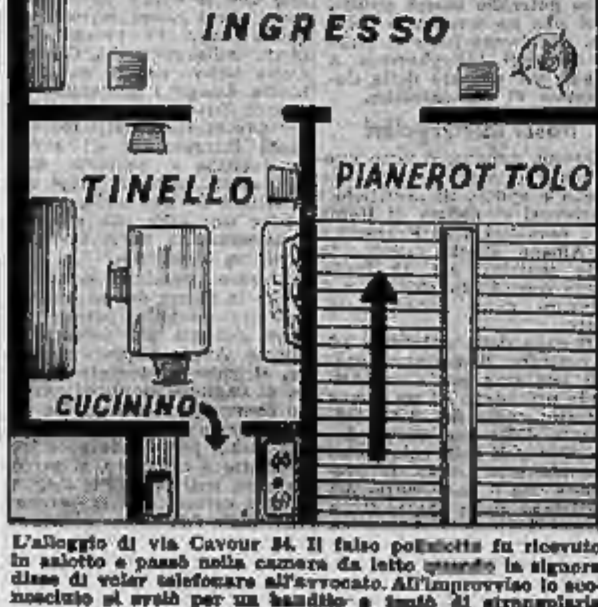 INGRESSO
TINELLO
PIANEROT TOLO
CUCININO
L'alloggio di via Cavour 34. Il falso poliziotto fu ricevuto
in salotto e passò nella camera da letto quando la signora
disse di voler telefonare all'avvocato. All'improvviso lo sco-
nosciuto si svelò per un bandito e tentò di